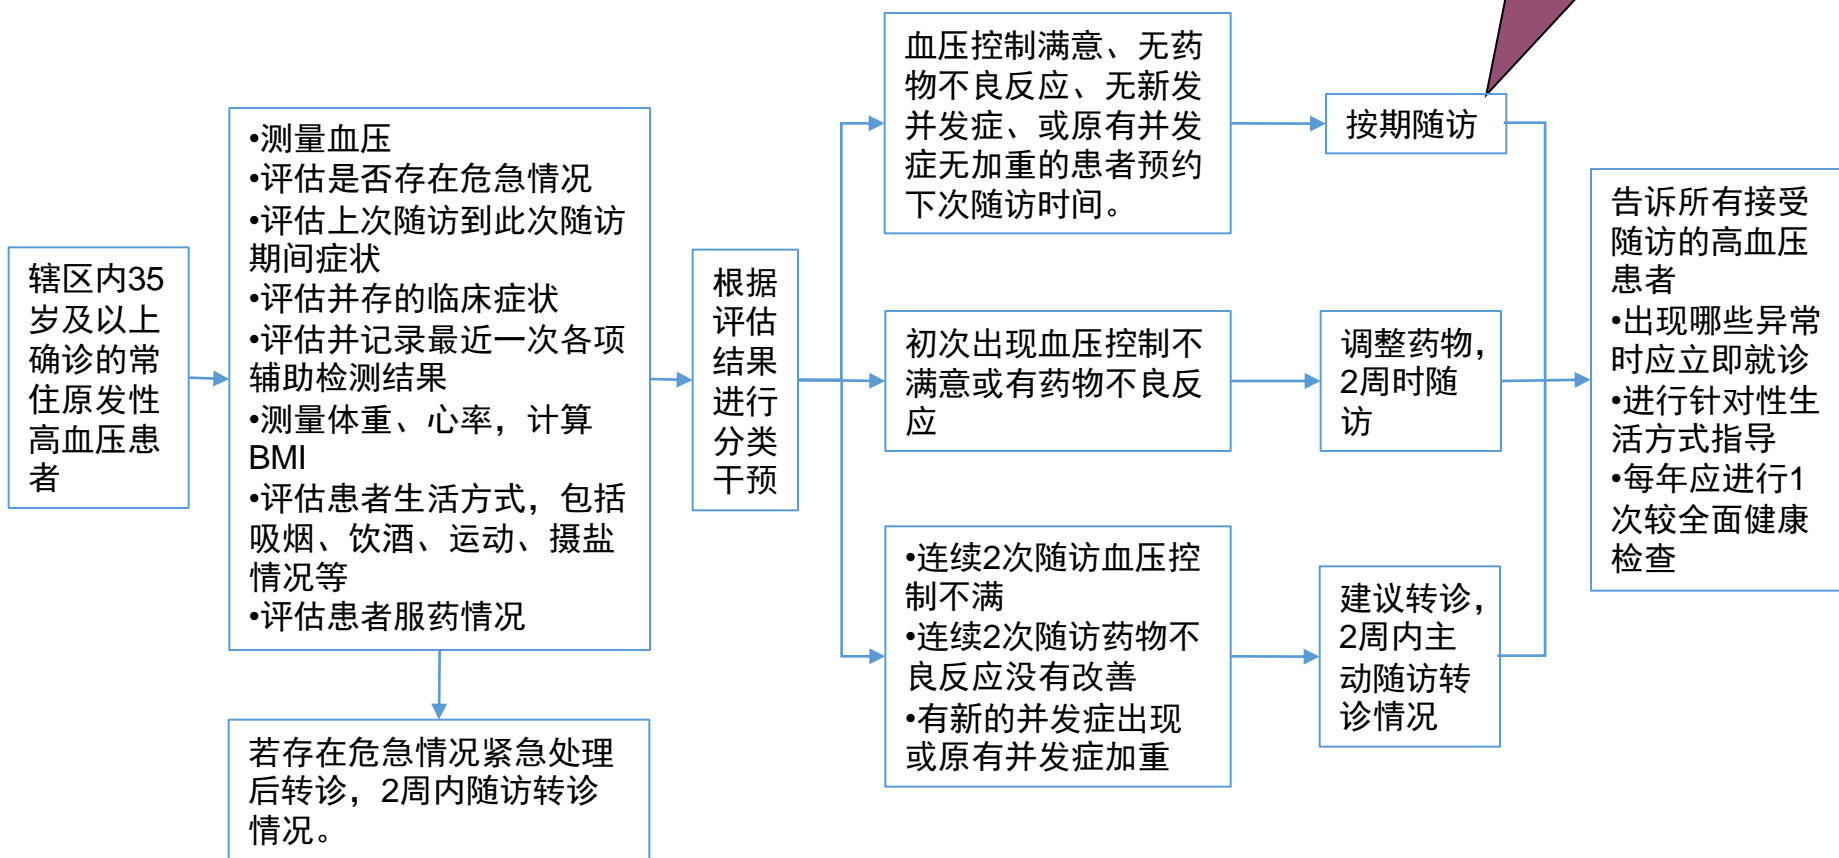 辖区内35
岁及以上
确诊的常
住原发性
高血压患
者
•测量血压
•评估是否存在危急情况
•评估上次随访到此次随访
期间症状
•评估并存的临床症状
•评估并记录最近一次各项
辅助检测结果
•测量体重、心率，计算
BMI
•评估患者生活方式，包括
吸烟、饮酒、运动、摄盐
情况等
•评估患者服药情况
若存在危急情况紧急处理
后转诊，2周内随访转诊
情况。
根据
评估
结果
进行
分类
干预
血压控制满意、无药
物不良反应、无新发
并发症、或原有并发
症无加重的患者预约
下次随访时间。
按期随访
初次出现血压控制不
满意或有药物不良反
应
调整药物，
2周时随
访
•连续2次随访血压控
制不满
•连续2次随访药物不
良反应没有改善
•有新的并发症出现
或原有并发症加重
建议转诊，
2周内主
动随访转
诊情况
告诉所有接受
随访的高血压
患者
•出现哪些异常
时应立即就诊
•进行针对性生
活方式指导
•每年应进行1
次较全面健康
检查